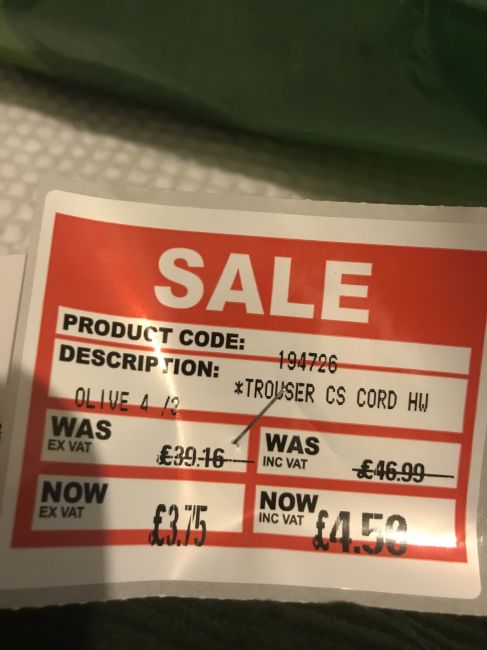 SALE
PRODUCT CODE: 194726
DESCRIPTION: *TROUSER CS CORD HW
OLIVE 4 /3
WAS £39.16
EX VAT
WAS £46.99
INC VAT
NOW £3.75
EX VAT
NOW £4.50
INC VAT